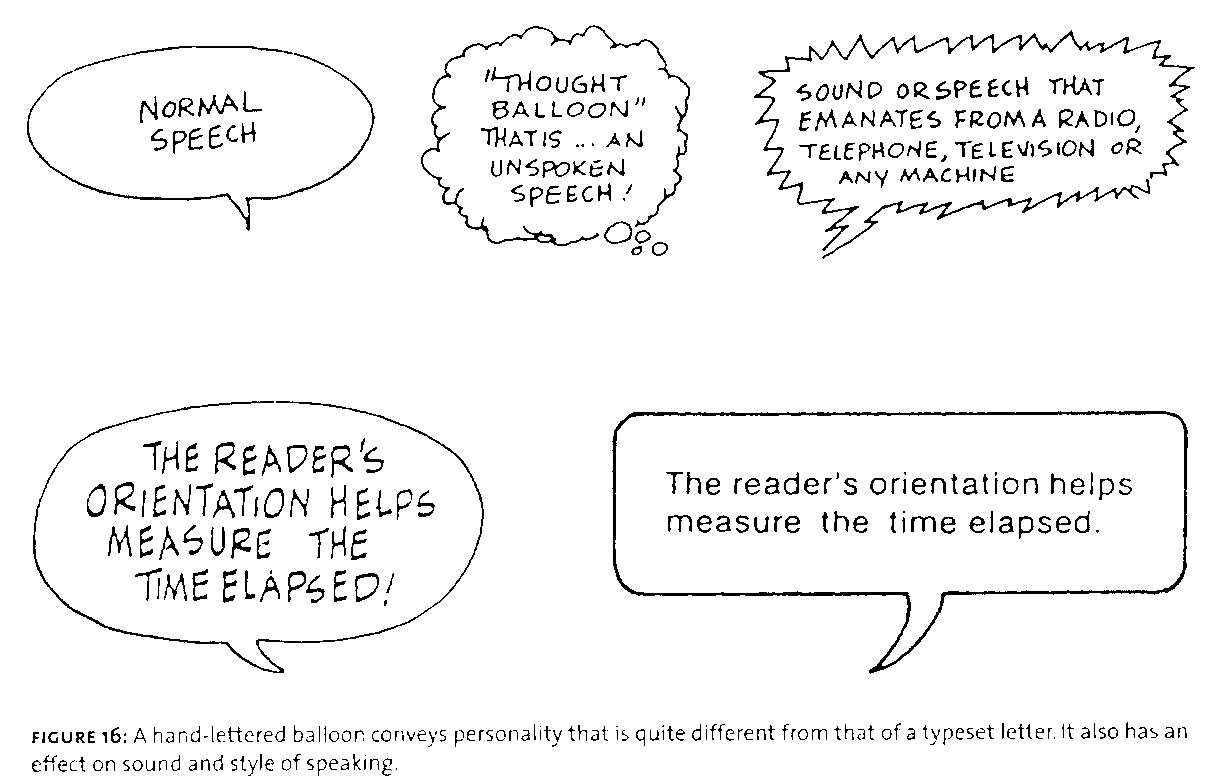 NORMAL
SPEECH
"THOUGHT
BALLOON"
THAT IS ... AN
UNSPOKEN
SPEECH!
SOUND OR SPEECH THAT
EMANATES FROM A RADIO,
TELEPHONE, TELEVISION OR
ANY MACHINE
THE READER'S
ORIENTATION HELPS
MEASURE THE
TIME ELAPSED!
The reader's orientation helps
measure the time elapsed.
FIGURE 16: A hand-lettered balloon conveys personality that is quite different from that of a typeset letter. It also has an
effect on sound and style of speaking.